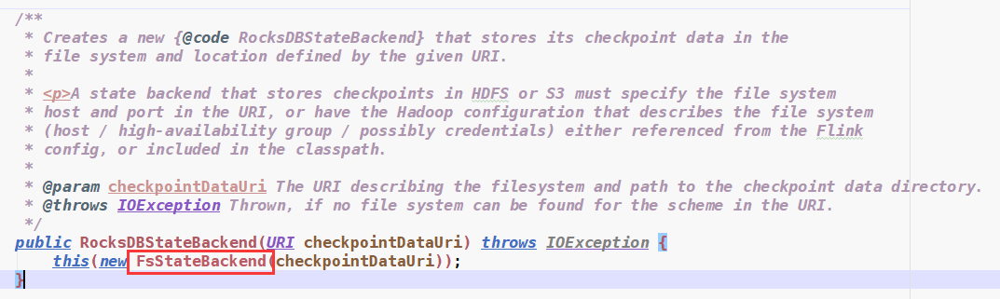 /**
 * Creates a new {@code RocksDBStateBackend} that stores its checkpoint data in the
 * file system and location defined by the given URI.
 *
 * <p>A state backend that stores checkpoints in HDFS or S3 must specify the file system
 * host and port in the URI, or have the Hadoop configuration that describes the file system
 * (host / high-availability group / possibly credentials) either referenced from the Flink
 * config, or included in the classpath.
 *
 * @param checkpointDataUri The URI describing the filesystem and path to the checkpoint data directory.
 * @throws IOException Thrown, if no file system can be found for the scheme in the URI.
 */
public RocksDBStateBackend(URI checkpointDataUri) throws IOException {
    this(new FsStateBackend(checkpointDataUri));
}